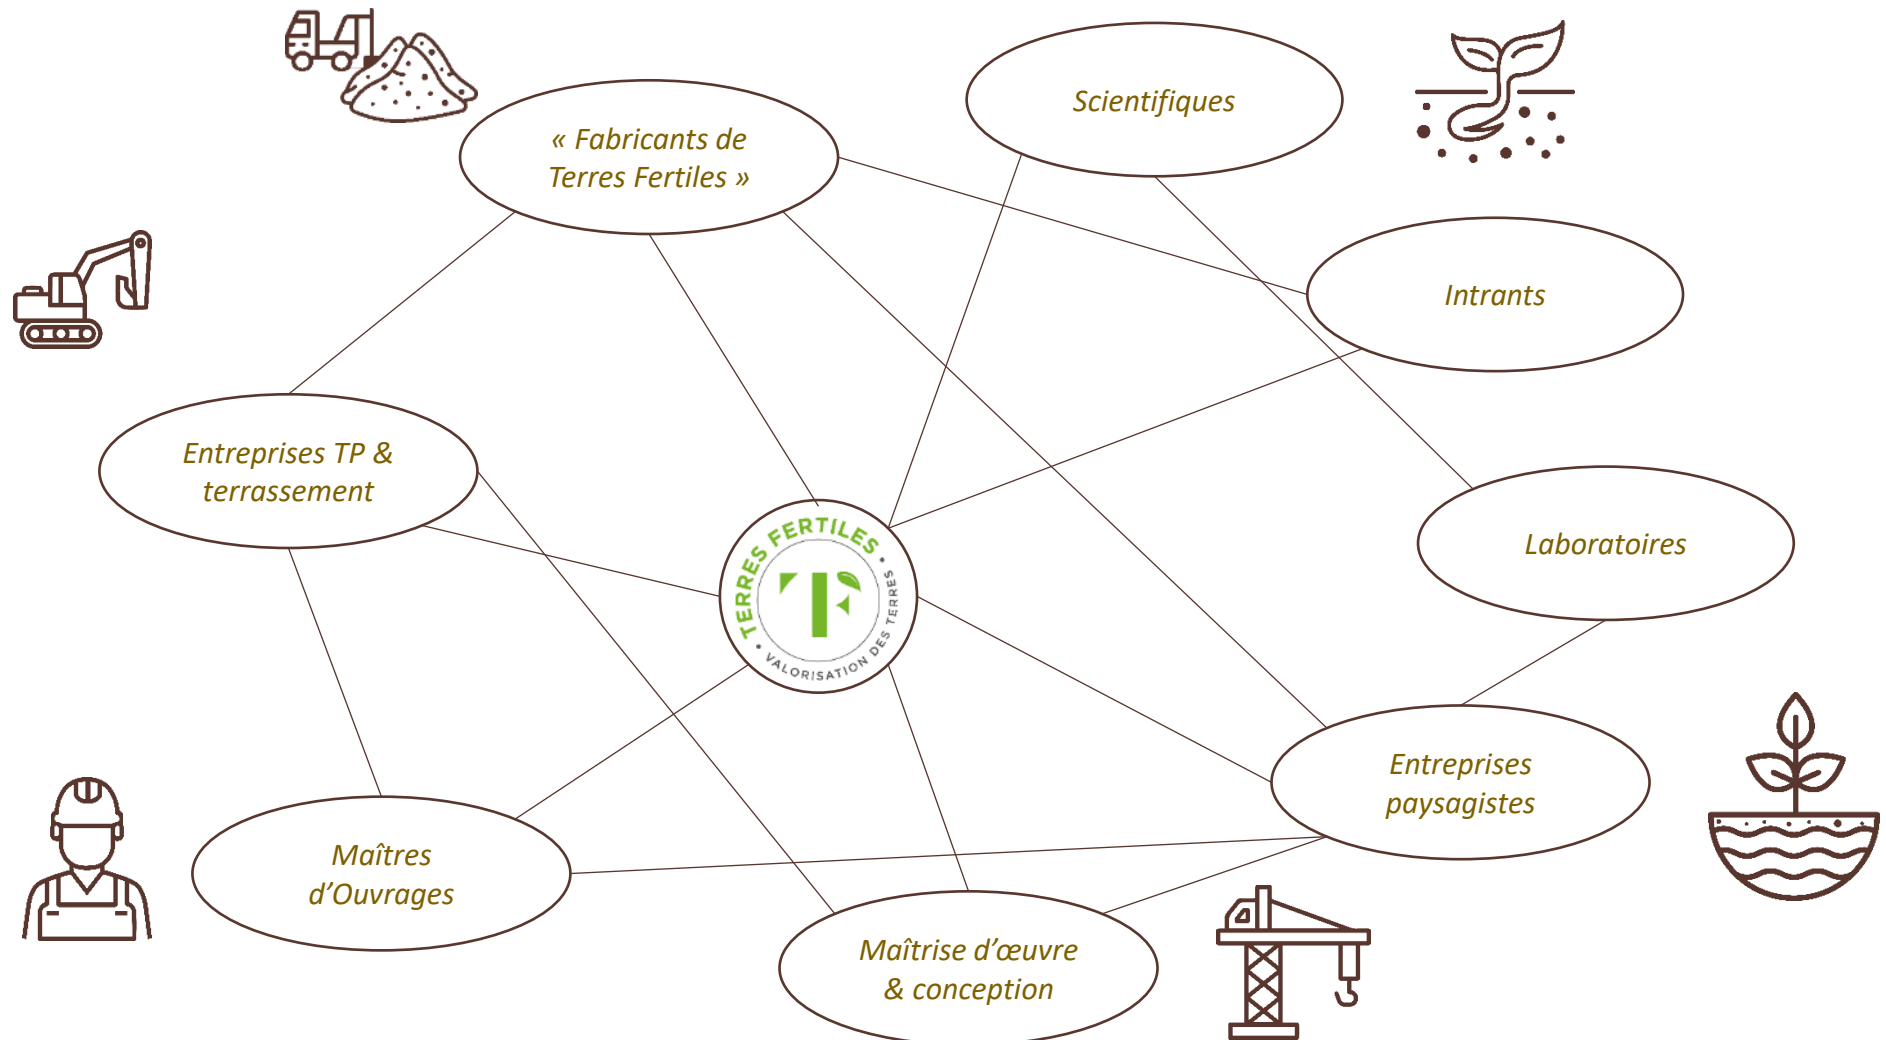 Scientifiques
« Fabricants de
Terres Fertiles »
Intrants
Entreprises TP &
terrassement
TERRES FERTILES
• VALORISATION DES TERRES •
Laboratoires
Entreprises
paysagistes
Maîtres
d’Ouvrages
Maîtrise d’œuvre
& conception